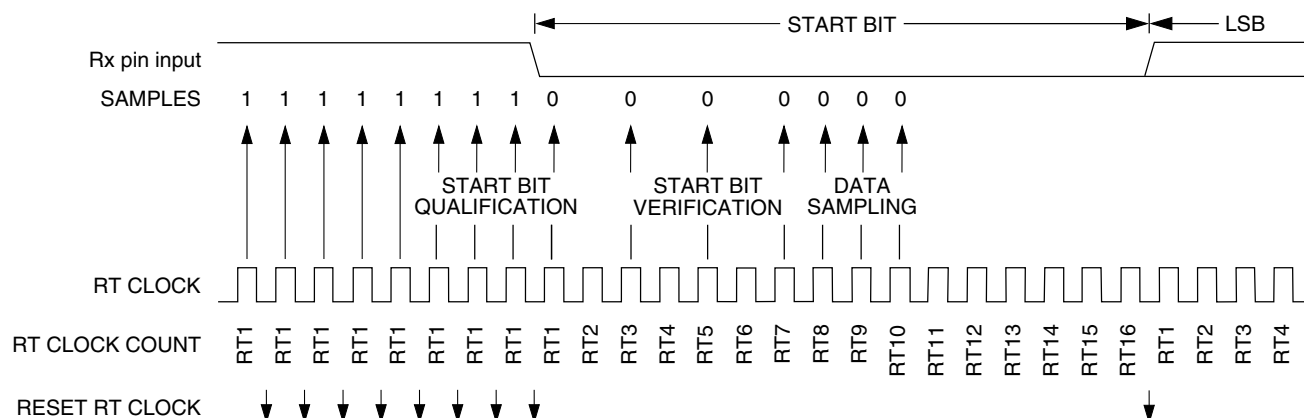 START BIT LSB
Rx pin input
SAMPLES 1 1 1 1 1 1 1 1 0 0 0 0 0 0 0
START BIT QUALIFICATION START BIT VERIFICATION DATA SAMPLING
RT CLOCK
RT CLOCK COUNT RT1 RT1 RT1 RT1 RT1 RT1 RT1 RT1 RT1 RT2 RT3 RT4 RT5 RT6 RT7 RT8 RT9 RT10 RT11 RT12 RT13 RT14 RT15 RT16 RT1 RT2 RT3 RT4
RESET RT CLOCK